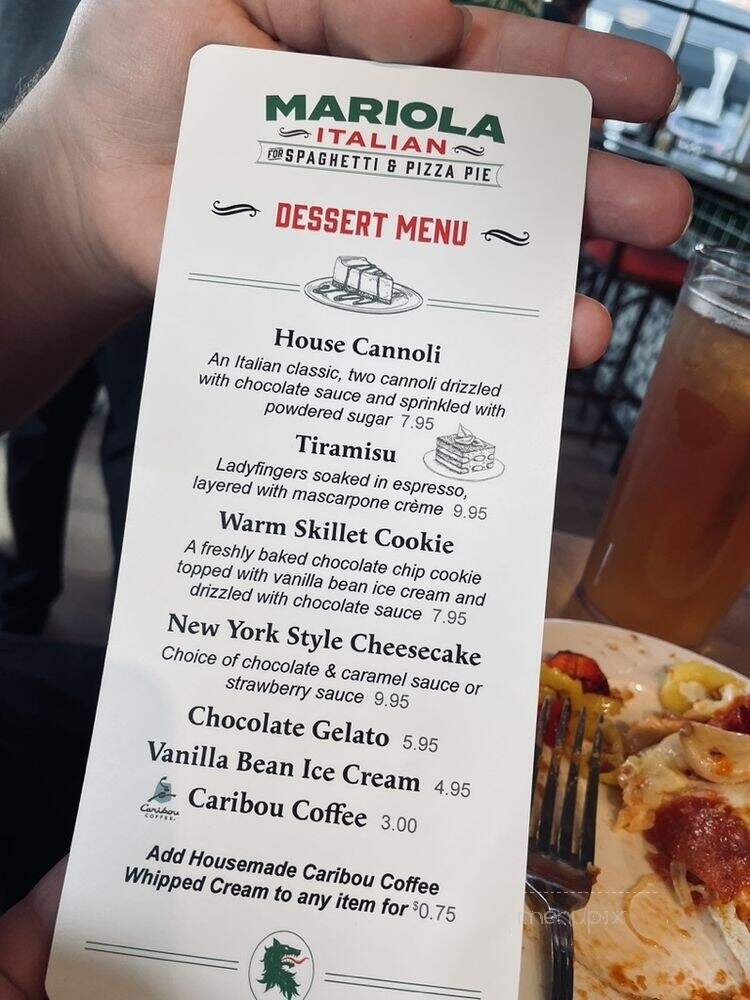 MARIOLA
ITALIAN
FOR SPAGHETTI & PIZZA PIE
DESSERT MENU
House Cannoli
An Italian classic, two cannoli drizzled
with chocolate sauce and sprinkled with
powdered sugar 7.95
Tiramisu
Ladyfingers soaked in espresso,
layered with mascarpone crème 9.95
Warm Skillet Cookie
A freshly baked chocolate chip cookie
topped with vanilla bean ice cream and
drizzled with chocolate sauce 7.95
New York Style Cheesecake
Choice of chocolate & caramel sauce or
strawberry sauce 9.95
Chocolate Gelato 5.95
Vanilla Bean Ice Cream 4.95
Caribou
COFFEE
Caribou Coffee 3.00
Add Housemade Caribou Coffee
Whipped Cream to any item for $0.75
menupix